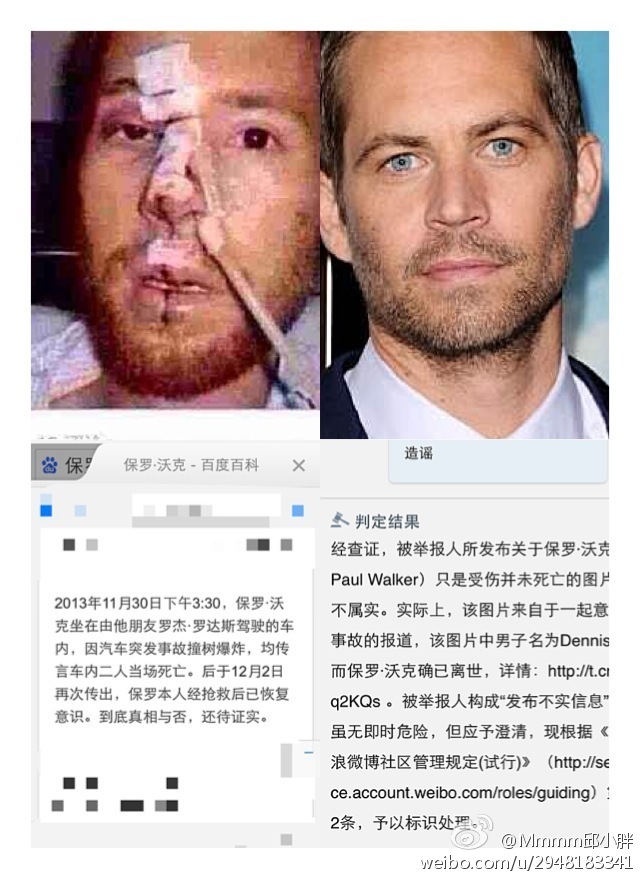 保罗·沃克 - 百度百科
2013年11月30日下午3:30，保罗·沃
克坐在由他朋友罗杰·罗达斯驾驶的车
内，因汽车突发事故撞树爆炸，均传
言车内二人当场死亡。后于12月2日
再次传出，保罗本人经抢救后已恢复
意识。到底真相与否，还待证实。
造谣
判定结果
经查证，被举报人所发布关于保罗·沃克
Paul Walker）只是受伤并未死亡的图片
不属实。实际上，该图片来自于一起意
事故的报道，该图片中男子名为Dennis
而保罗·沃克确已离世，详情：http://t.cn
q2KQs 。被举报人构成“发布不实信息”
虽无即时危险，但应予澄清，现根据《
浪微博社区管理规定(试行)》（http://se
ce.account.weibo.com/roles/guiding）
2条，予以标识处理。
@Mmmm邱小胖
weibo.com/u/2948183341